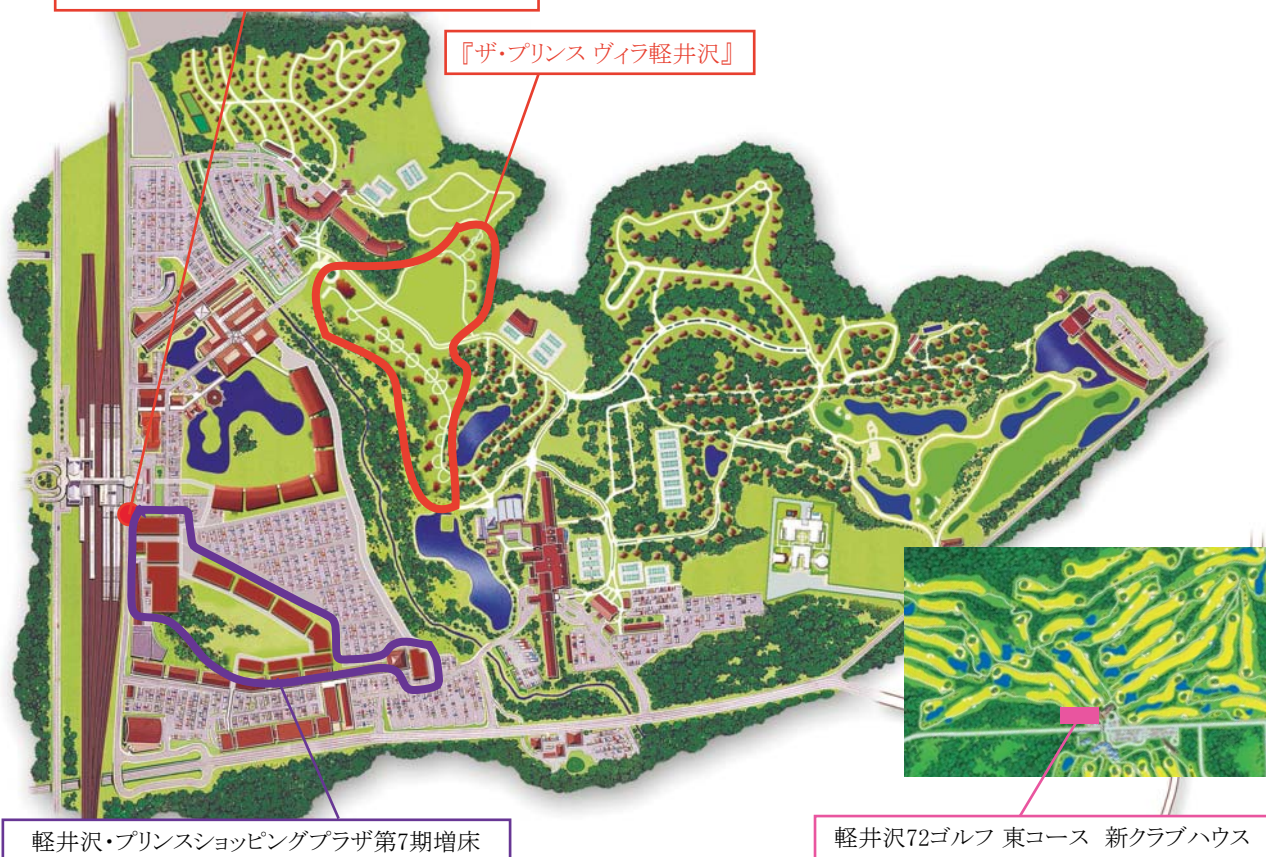 『ザ・プリンス ヴィラ軽井沢』
軽井沢・プリンスショッピングプラザ第7期増床
軽井沢72ゴルフ 東コース 新クラブハウス